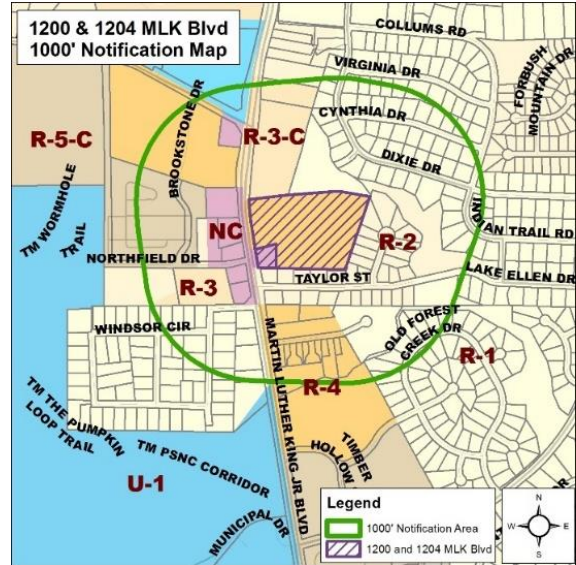 1200 & 1204 MLK Blvd
1000' Notification Map
COLLUMS RD
VIRGINIA DR
FORBUSH
MOUNTAIN DR
CYNTHIA DR
BROOKSTONE DR
R-3-C
R-5-C
DIXIE DR
TM WORMHOLE
TRAIL
INDIAN TRAIL RD
NC
R-2
NORTHFIELD DR
LAKE ELLEN DR
TAYLOR ST
R-3
WINDSOR CIR
OLD FOREST
CREEK DR
MARTIN LUTHER KING JR BLVD
R-1
R-4
TM THE PUMPKIN
LOOP TRAIL
TM PSNC CORRIDOR
TIMBER
HOLLOW
U-1
MUNICIPAL DR
DR
Legend
1000' Notification Area
1200 and 1204 MLK Blvd
N
W
E
S